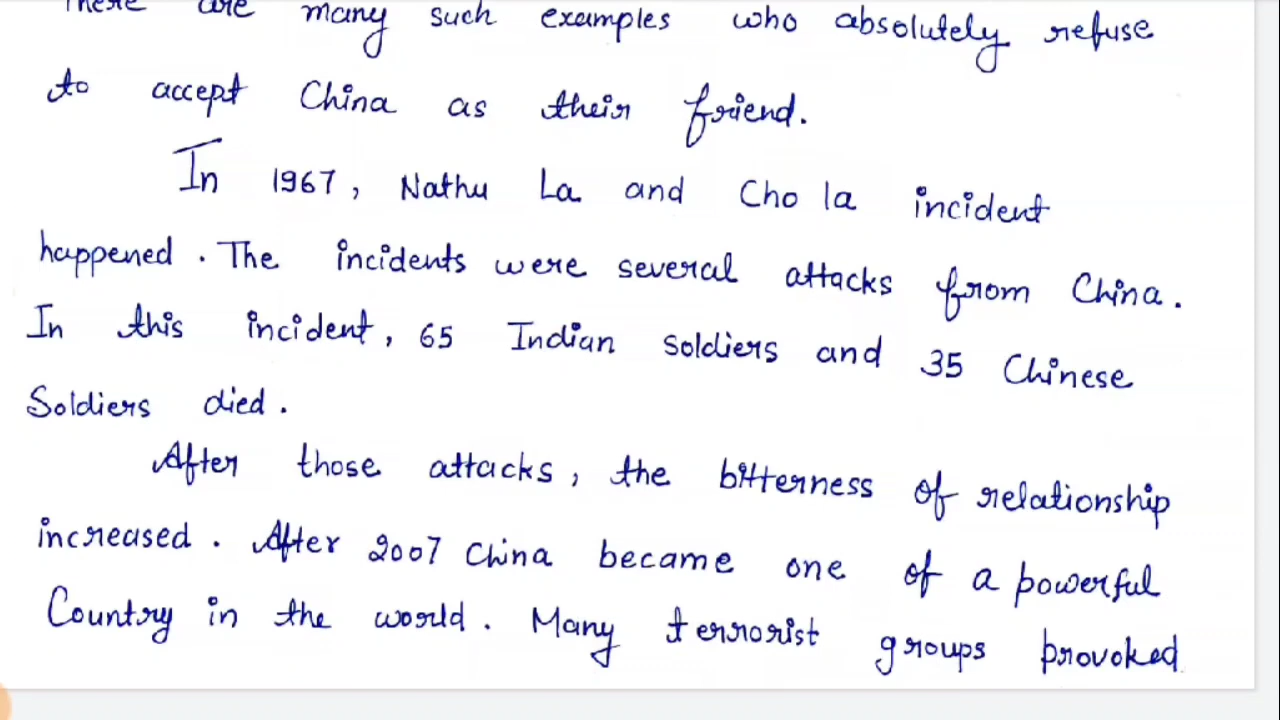 There are many such examples who absolutely refuse
to accept China as their friend.
In 1967, Nathu La and Cho la incident
happened. The incidents were several attacks from China.
In this incident, 65 Indian soldiers and 35 Chinese
Soldiers died.
After those attacks, the bitterness of relationship
increased. After 2007 China became one of a powerful
Country in the world. Many terrorist groups provoked